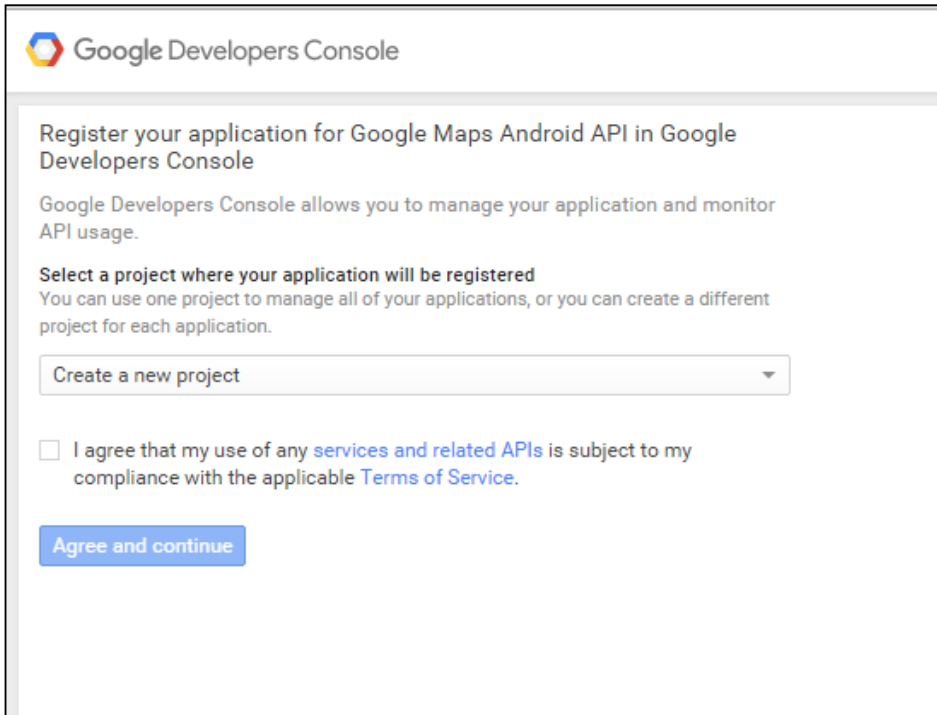 Google Developers Console
Register your application for Google Maps Android API in Google
Developers Console
Google Developers Console allows you to manage your application and monitor
API usage.
Select a project where your application will be registered
You can use one project to manage all of your applications, or you can create a different
project for each application.
Create a new project
I agree that my use of any services and related APIs is subject to my
compliance with the applicable Terms of Service.
Agree and continue